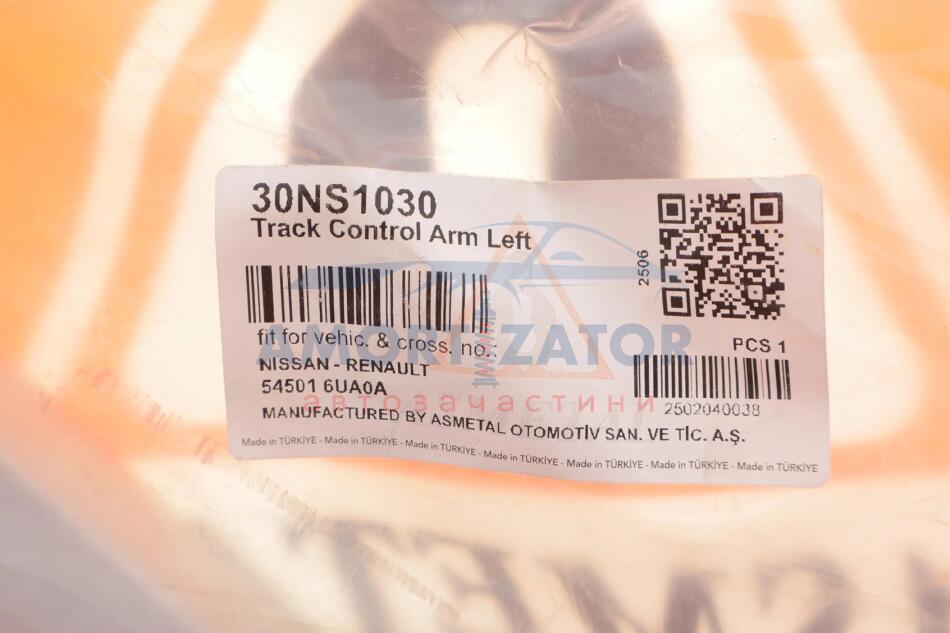 30NS1030
Track Control Arm Left
2506
fit for vehic. & cross. no.:
PCS 1
NISSAN - RENAULT
54501 6UA0A
2502040038
MANUFACTURED BY ASMETAL OTOMOTİV SAN. VE TİC. A.Ş.
Made in TÜRKİYE - Made in TÜRKİYE - Made in TÜRKİYE - Made in TÜRKİYE - Made in TÜRKİYE - Made in TÜRKİYE - Made in TÜRKİYE
AMORTIZATOR
автозапчастини